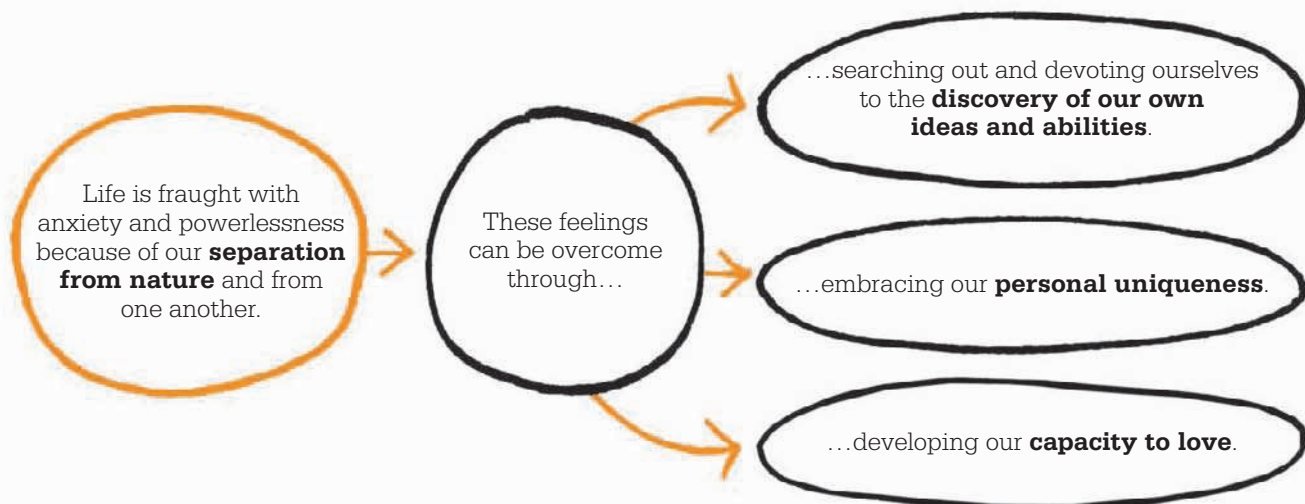 Life is fraught with
anxiety and powerlessness
because of our separation
from nature and from
one another.
These feelings
can be overcome
through…
…searching out and devoting ourselves
to the discovery of our own
ideas and abilities.
…embracing our personal uniqueness.
…developing our capacity to love.